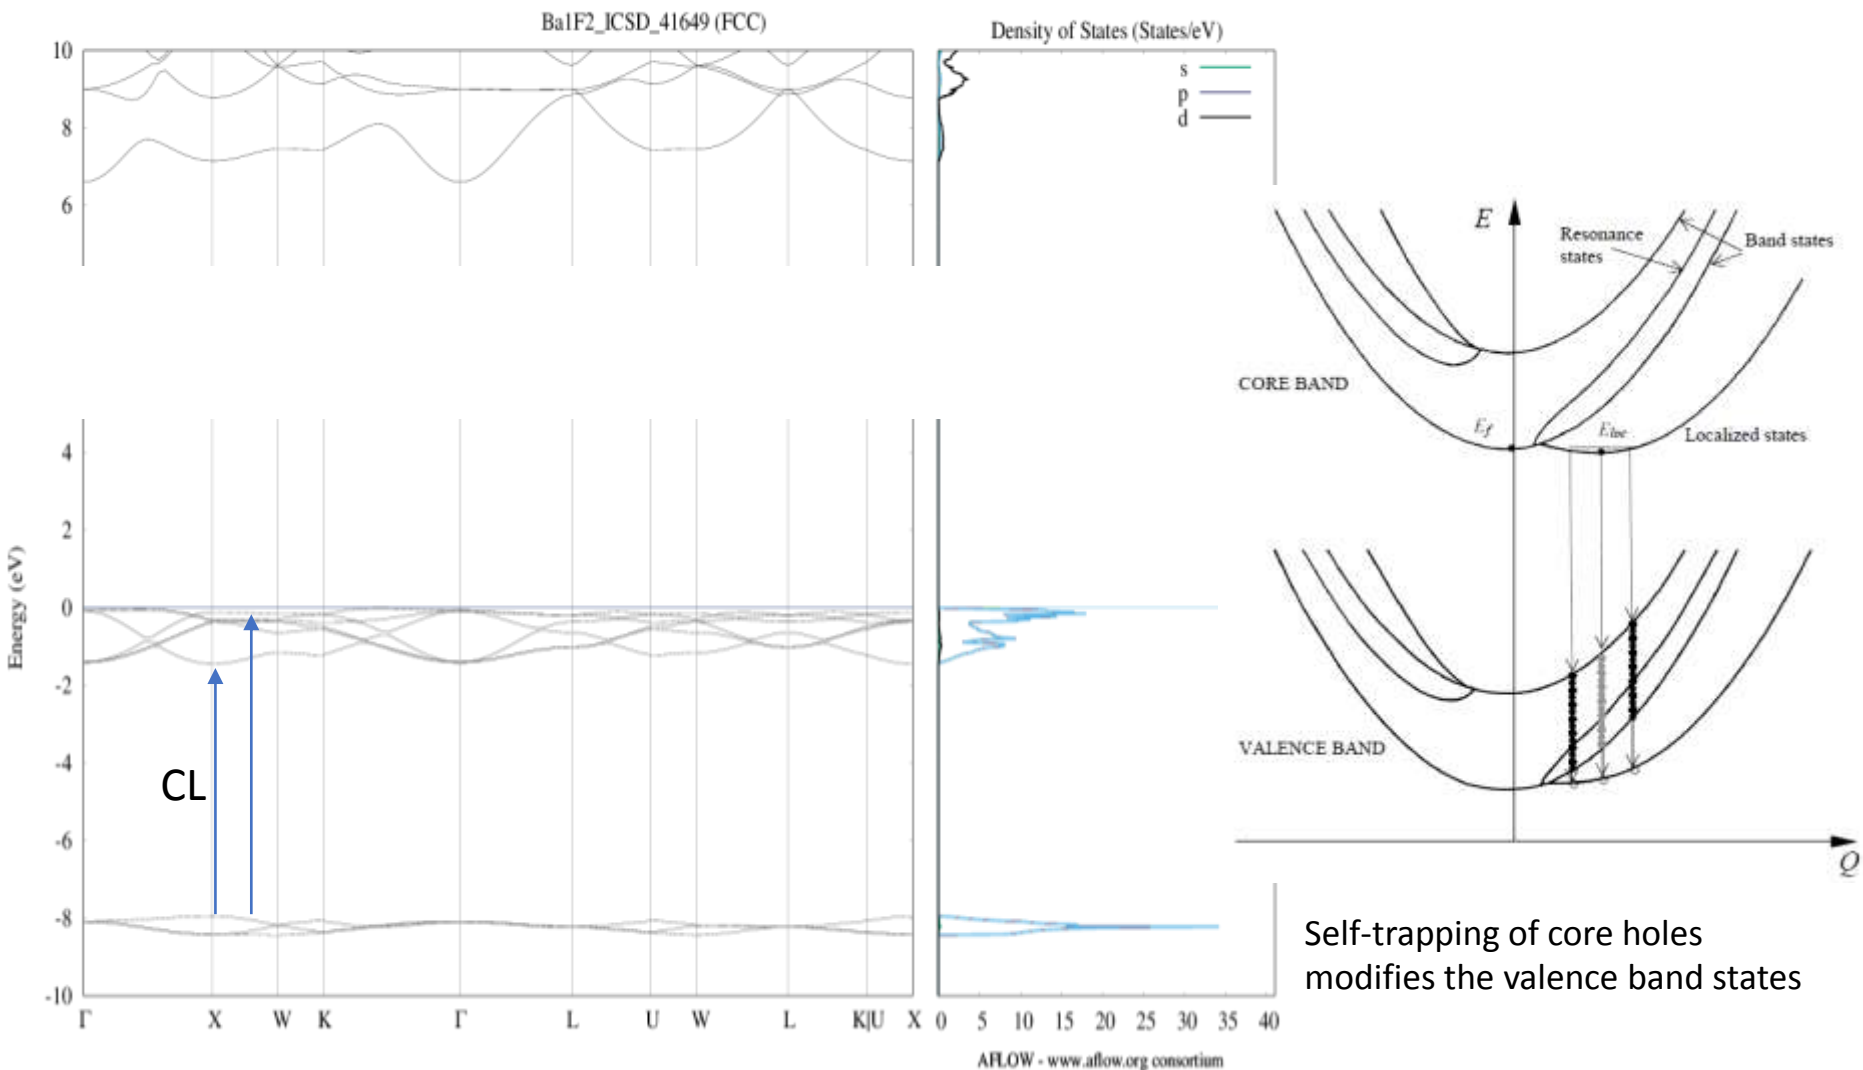 Ba1F2_ICSD_41649 (FCC)
Density of States (States/eV)
s
p
d
10
8
6
4
2
0
-2
-4
-6
-8
-10
Energy (eV)
CL
Γ X W K Γ L U W L K|U X
0 5 10 15 20 25 30 35 40
AFLOW - www.aflow.org consortium
E
Resonance
states
Band states
CORE BAND
Ef
Eloc
Localized states
VALENCE BAND
Q
Self-trapping of core holes
modifies the valence band states